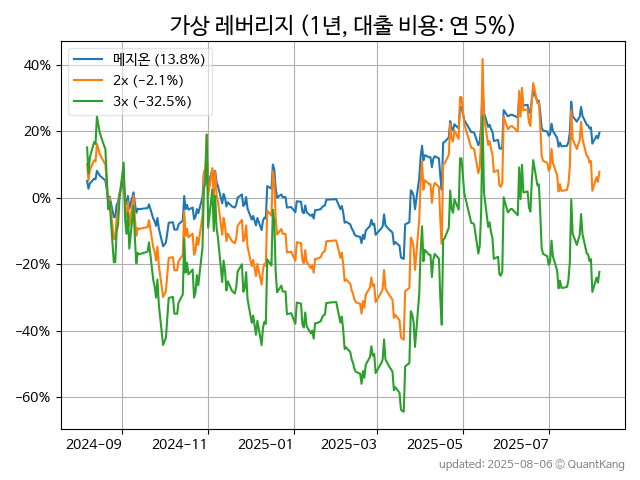 가상 레버리지 (1년, 대출 비용: 연 5%)
메지온 (13.8%)
2x (−2.1%)
3x (−32.5%)
40%
20%
0%
−20%
−40%
−60%
2024−09 2024−11 2025−01 2025−03 2025−05 2025−07
updated: 2025-08-06 © QuantKang